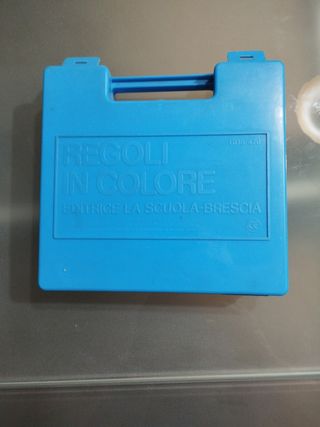 REGOLI
IN COLORE
EDITRICE LA SCUOLA-BRESCIA